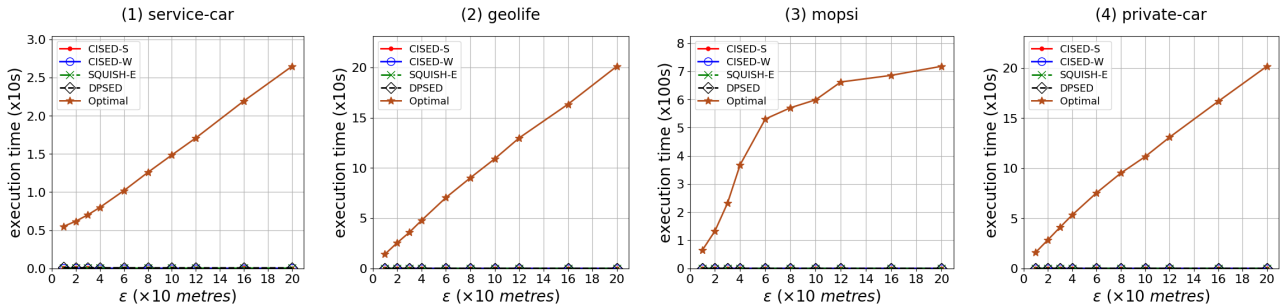 (1) service-car
execution time (x10s)
3.0
2.5
2.0
1.5
1.0
0.5
0.0
CISED-S
CISED-W
SQUISH-E
DPSED
Optimal
0 2 4 6 8 10 12 14 16 18 20
ε (×10 metres)
(2) geolife
execution time (x10s)
20
15
10
5
0
CISED-S
CISED-W
SQUISH-E
DPSED
Optimal
0 2 4 6 8 10 12 14 16 18 20
ε (×10 metres)
(3) mopsi
execution time (x100s)
8
7
6
5
4
3
2
1
0
CISED-S
CISED-W
SQUISH-E
DPSED
Optimal
0 2 4 6 8 10 12 14 16 18 20
ε (×10 metres)
(4) private-car
execution time (x10s)
20
15
10
5
0
CISED-S
CISED-W
SQUISH-E
DPSED
Optimal
0 2 4 6 8 10 12 14 16 18 20
ε (×10 metres)